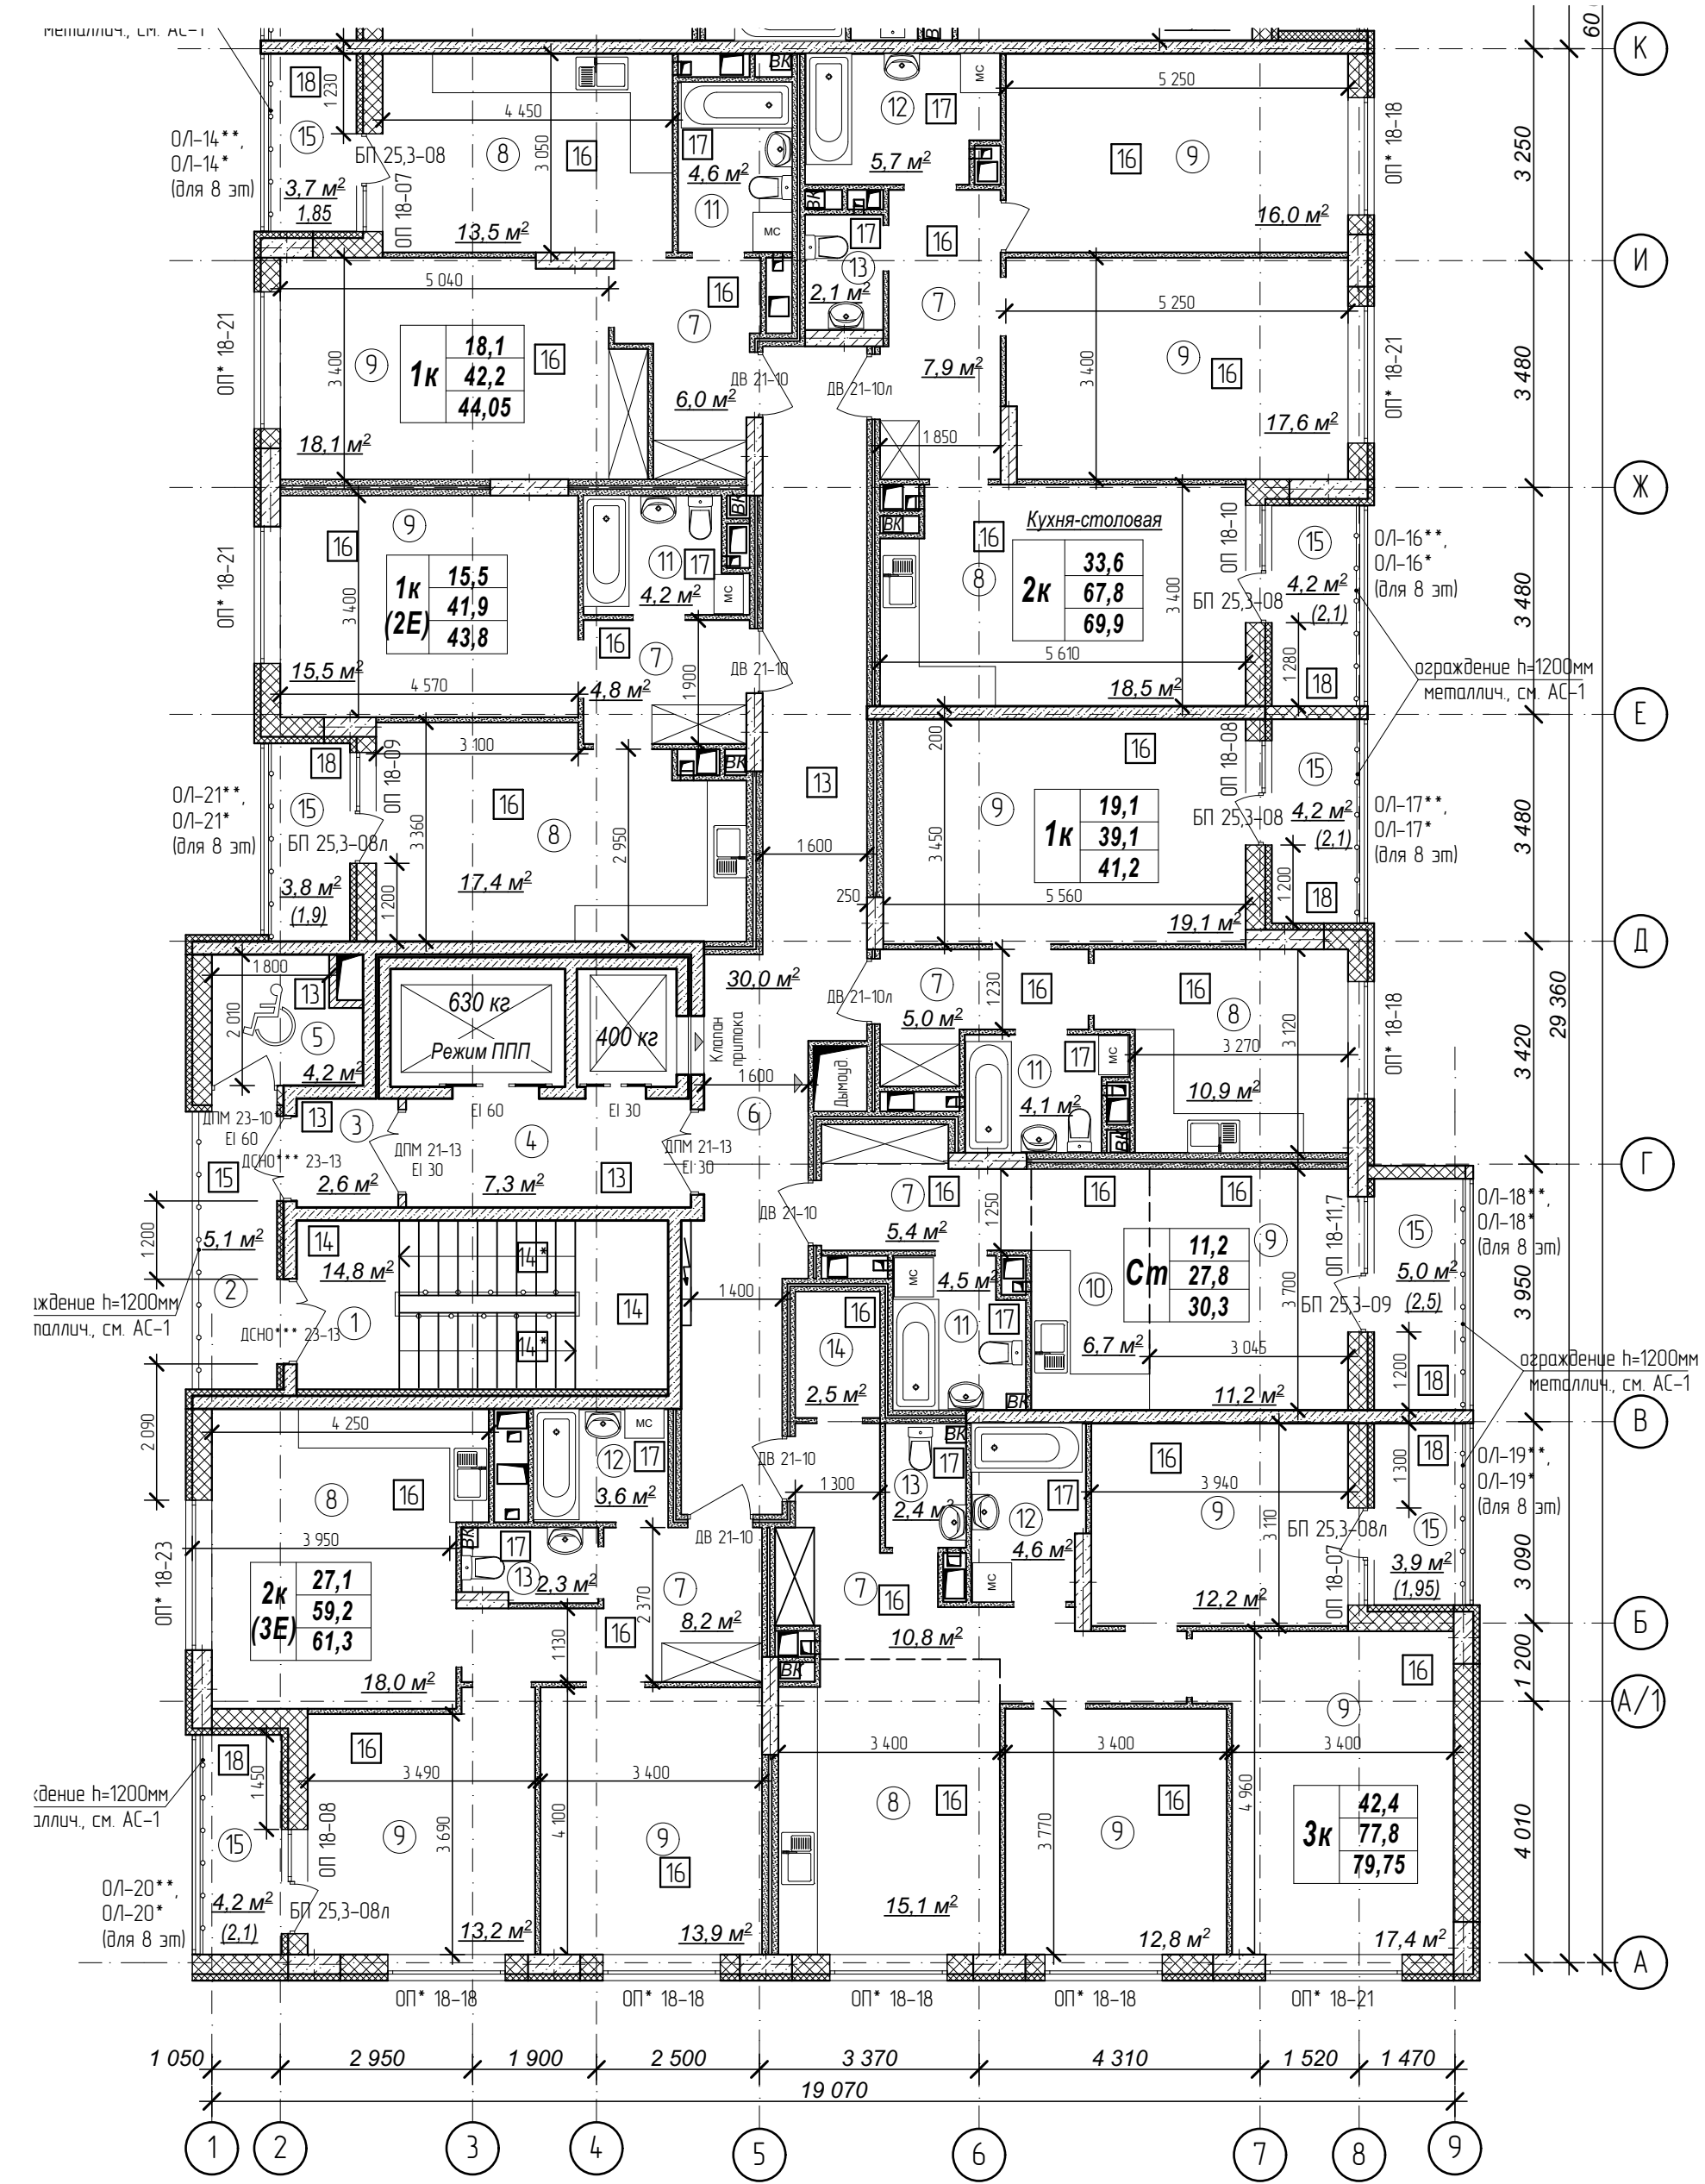 металлич., см. АС-1
60
К
18
1 230
ВК
МС
12
17
5 250
ОЛ-14**,
ОЛ-14*
(для 8 эт)
15
БП 25,3-08
4 450
3 050
8
16
17
4,6 м²
5,7 м²
16
9
ОП* 18-18
3 250
3,7 м²
1,85
ОП 18-07
13,5 м²
11
МС
ВК
17
16
16,0 м²
И
5 040
16
7
13
2,1 м²
7
5 250
ОП* 18-21
9
3 400
1к
18,1
42,2
44,05
16
6,0 м²
ДВ 21-10
ДВ 21-10л
7,9 м²
3 400
9
16
ОП* 18-21
3 480
18,1 м²
1 850
17,6 м²
Ж
9
16
ВК
ВК
16
Кухня-столовая
ОП 18-10
15
ОЛ-16**,
ОЛ-16*
(для 8 эт)
ОП* 18-21
3 400
1к
(2Е)
15,5
41,9
43,8
11
17
4,2 м²
МС
8
2к
33,6
67,8
69,9
3 400
БП 25,3-08
4,2 м²
(2,1)
3 480
16
7
ДВ 21-10
5 610
1 280
ограждение h=1200мм
металлич., см. АС-1
15,5 м²
4 570
4,8 м²
1 900
18,5 м²
18
Е
18
ОП 18-09
3 100
ВК
13
200
16
ОП 18-08
15
ОЛ-21**,
ОЛ-21*
(для 8 эт)
15
БП 25,3-08л
16
8
3 360
2 950
1 600
9
3 450
1к
19,1
39,1
41,2
БП 25,3-08
4,2 м²
(2,1)
ОЛ-17**,
ОЛ-17*
(для 8 эт)
3 480
3,8 м²
(1,9)
1 200
17,4 м²
250
5 560
1 200
18
19,1 м²
Д
1 800
13
2 010
5
4,2 м²
630 кг
Режим ППП
400 кг
Клапан
притока
30,0 м²
ДВ 21-10л
7
5,0 м²
1 230
16
16
8
3 120
ОП* 18-18
3 420
29 360
Дымоуд.
11
17
МС
3 270
10,9 м²
4,1 м²
ВК
ДПМ 23-10
EI 60
13
3
EI 60
EI 30
1 600
6
ДПМ 21-13
EI 30
4
ДПМ 21-13
EI 30
ДСНО*** 23-13
15
2,6 м²
7,3 м²
13
Г
ДВ 21-10
7
16
5,4 м²
1 250
16
16
9
ОП 18-11,7
ОЛ-18**,
ОЛ-18*
(для 8 эт)
1 200
5,1 м²
14
14,8 м²
14*
МС
4,5 м²
10
Ст
11,2
27,8
30,3
3 700
15
5,0 м²
(2,5)
БП 25,3-09
3 950
2
1
ДСНО*** 23-13
14
14*
1 400
16
14
11
17
6,7 м²
3 045
1 200
ограждение h=1200мм
металлич., см. АС-1
2,5 м²
ВК
11,2 м²
18
В
2 090
4 250
МС
12
17
3,6 м²
ДВ 21-10
ВК
17
13
2,4 м²
16
18
1 300
ОЛ-19**,
ОЛ-19*
(для 8 эт)
8
16
1 300
12
17
4,6 м²
МС
3 940
9
3 110
БП 25,3-08л
15
3,9 м²
(1,95)
3 090
ОП* 18-23
3 950
ВК
17
13
2,3 м²
ДВ 21-10
7
7
16
12,2 м²
ОП 18-07
2к
(3Е)
27,1
59,2
61,3
2 370
8,2 м²
16
1 130
10,8 м²
ВК
Б
18,0 м²
16
1 200
А/1
18
16
3 490
3 400
3 400
3 400
9
3 400
1 450
15
ОП 18-08
9
3 690
4 100
9
16
8
16
3 770
9
16
4 960
3к
42,4
77,8
79,75
4 010
ОЛ-20**,
ОЛ-20*
(для 8 эт)
4,2 м²
(2,1)
БП 25,3-08л
13,2 м²
13,9 м²
15,1 м²
12,8 м²
17,4 м²
А
ОП* 18-18
ОП* 18-18
ОП* 18-18
ОП* 18-18
ОП* 18-21
1 050
2 950
1 900
2 500
3 370
4 310
1 520
1 470
19 070
1
2
3
4
5
6
7
8
9